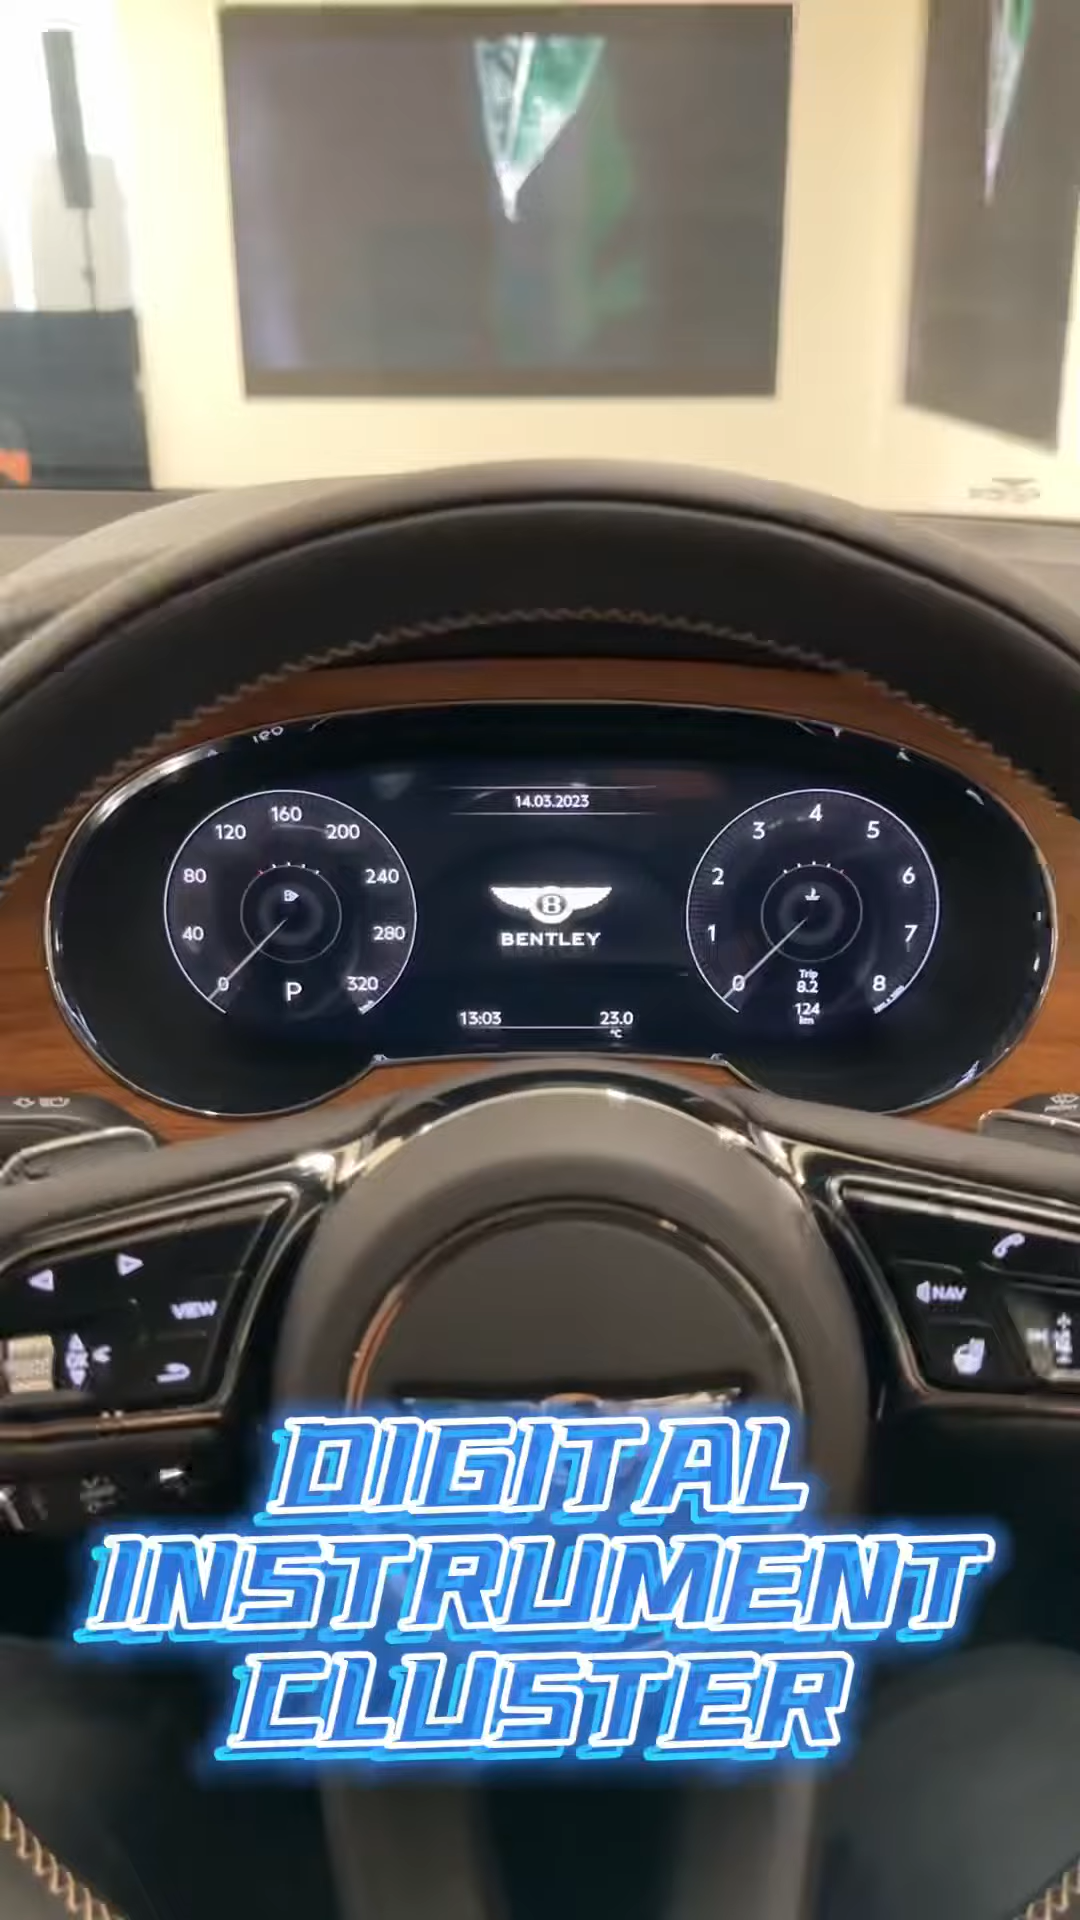 14.03.2023
160
120
200
80
240
40
280
0
320
P
BENTLEY
13:03
23.0
°C
4
3
5
2
6
1
7
0
8
Trip
8.2
124
km
VIEW
OK
NAV
DIGITAL
INSTRUMENT
CLUSTER